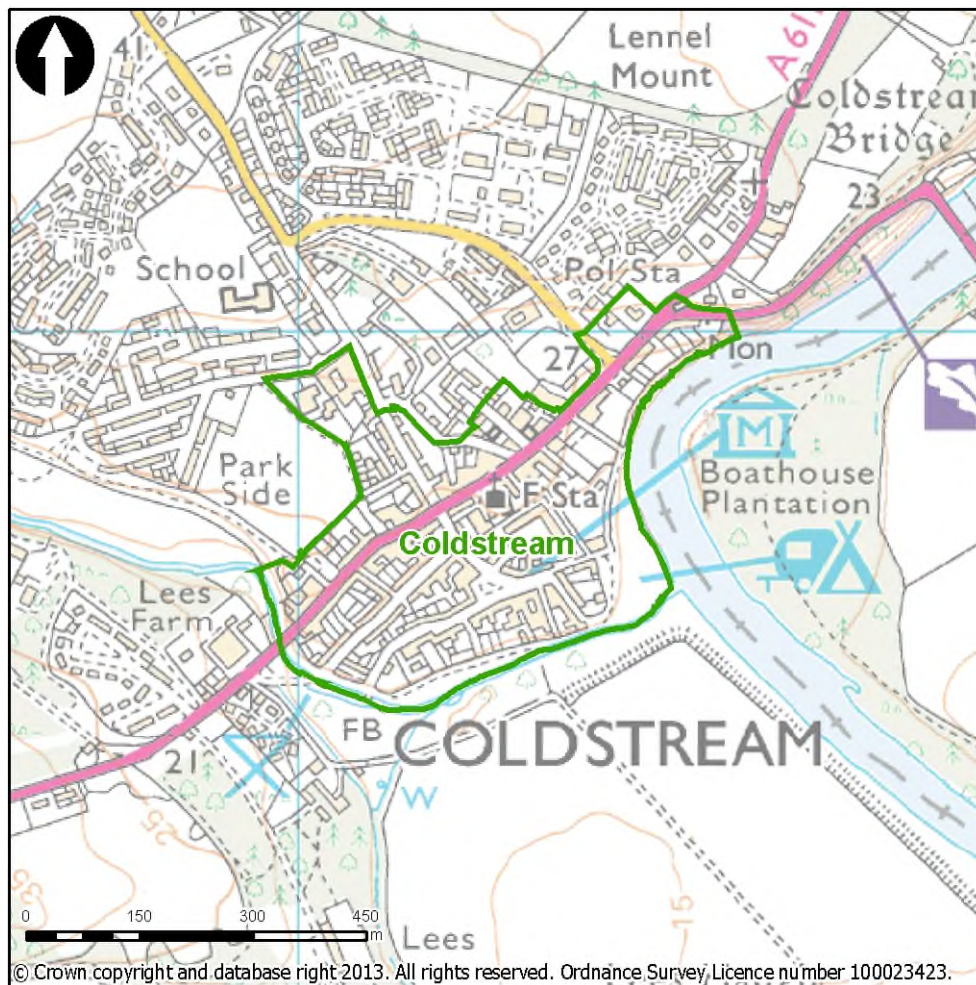 41
Lennel
Mount
Coldstream
Bridge
23
School
Pol Sta
27
Mon
M
Park
Side
F Sta
Boathouse
Plantation
Coldstream
Lees
Farm
FB
COLDSTREAM
21
W
25
35
15
0 150 300 450
m
Lees
© Crown copyright and database right 2013. All rights reserved. Ordnance Survey Licence number 100023423.